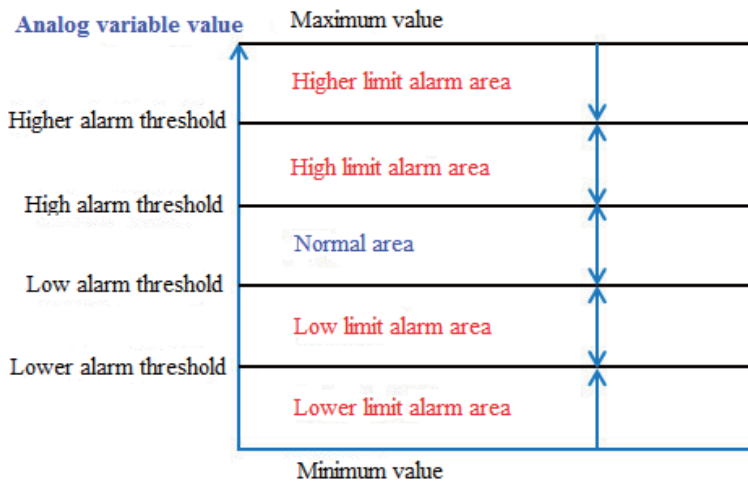 Analog variable value
Maximum value
Higher limit alarm area
Higher alarm threshold
High limit alarm area
High alarm threshold
Normal area
Low alarm threshold
Low limit alarm area
Lower alarm threshold
Lower limit alarm area
Minimum value